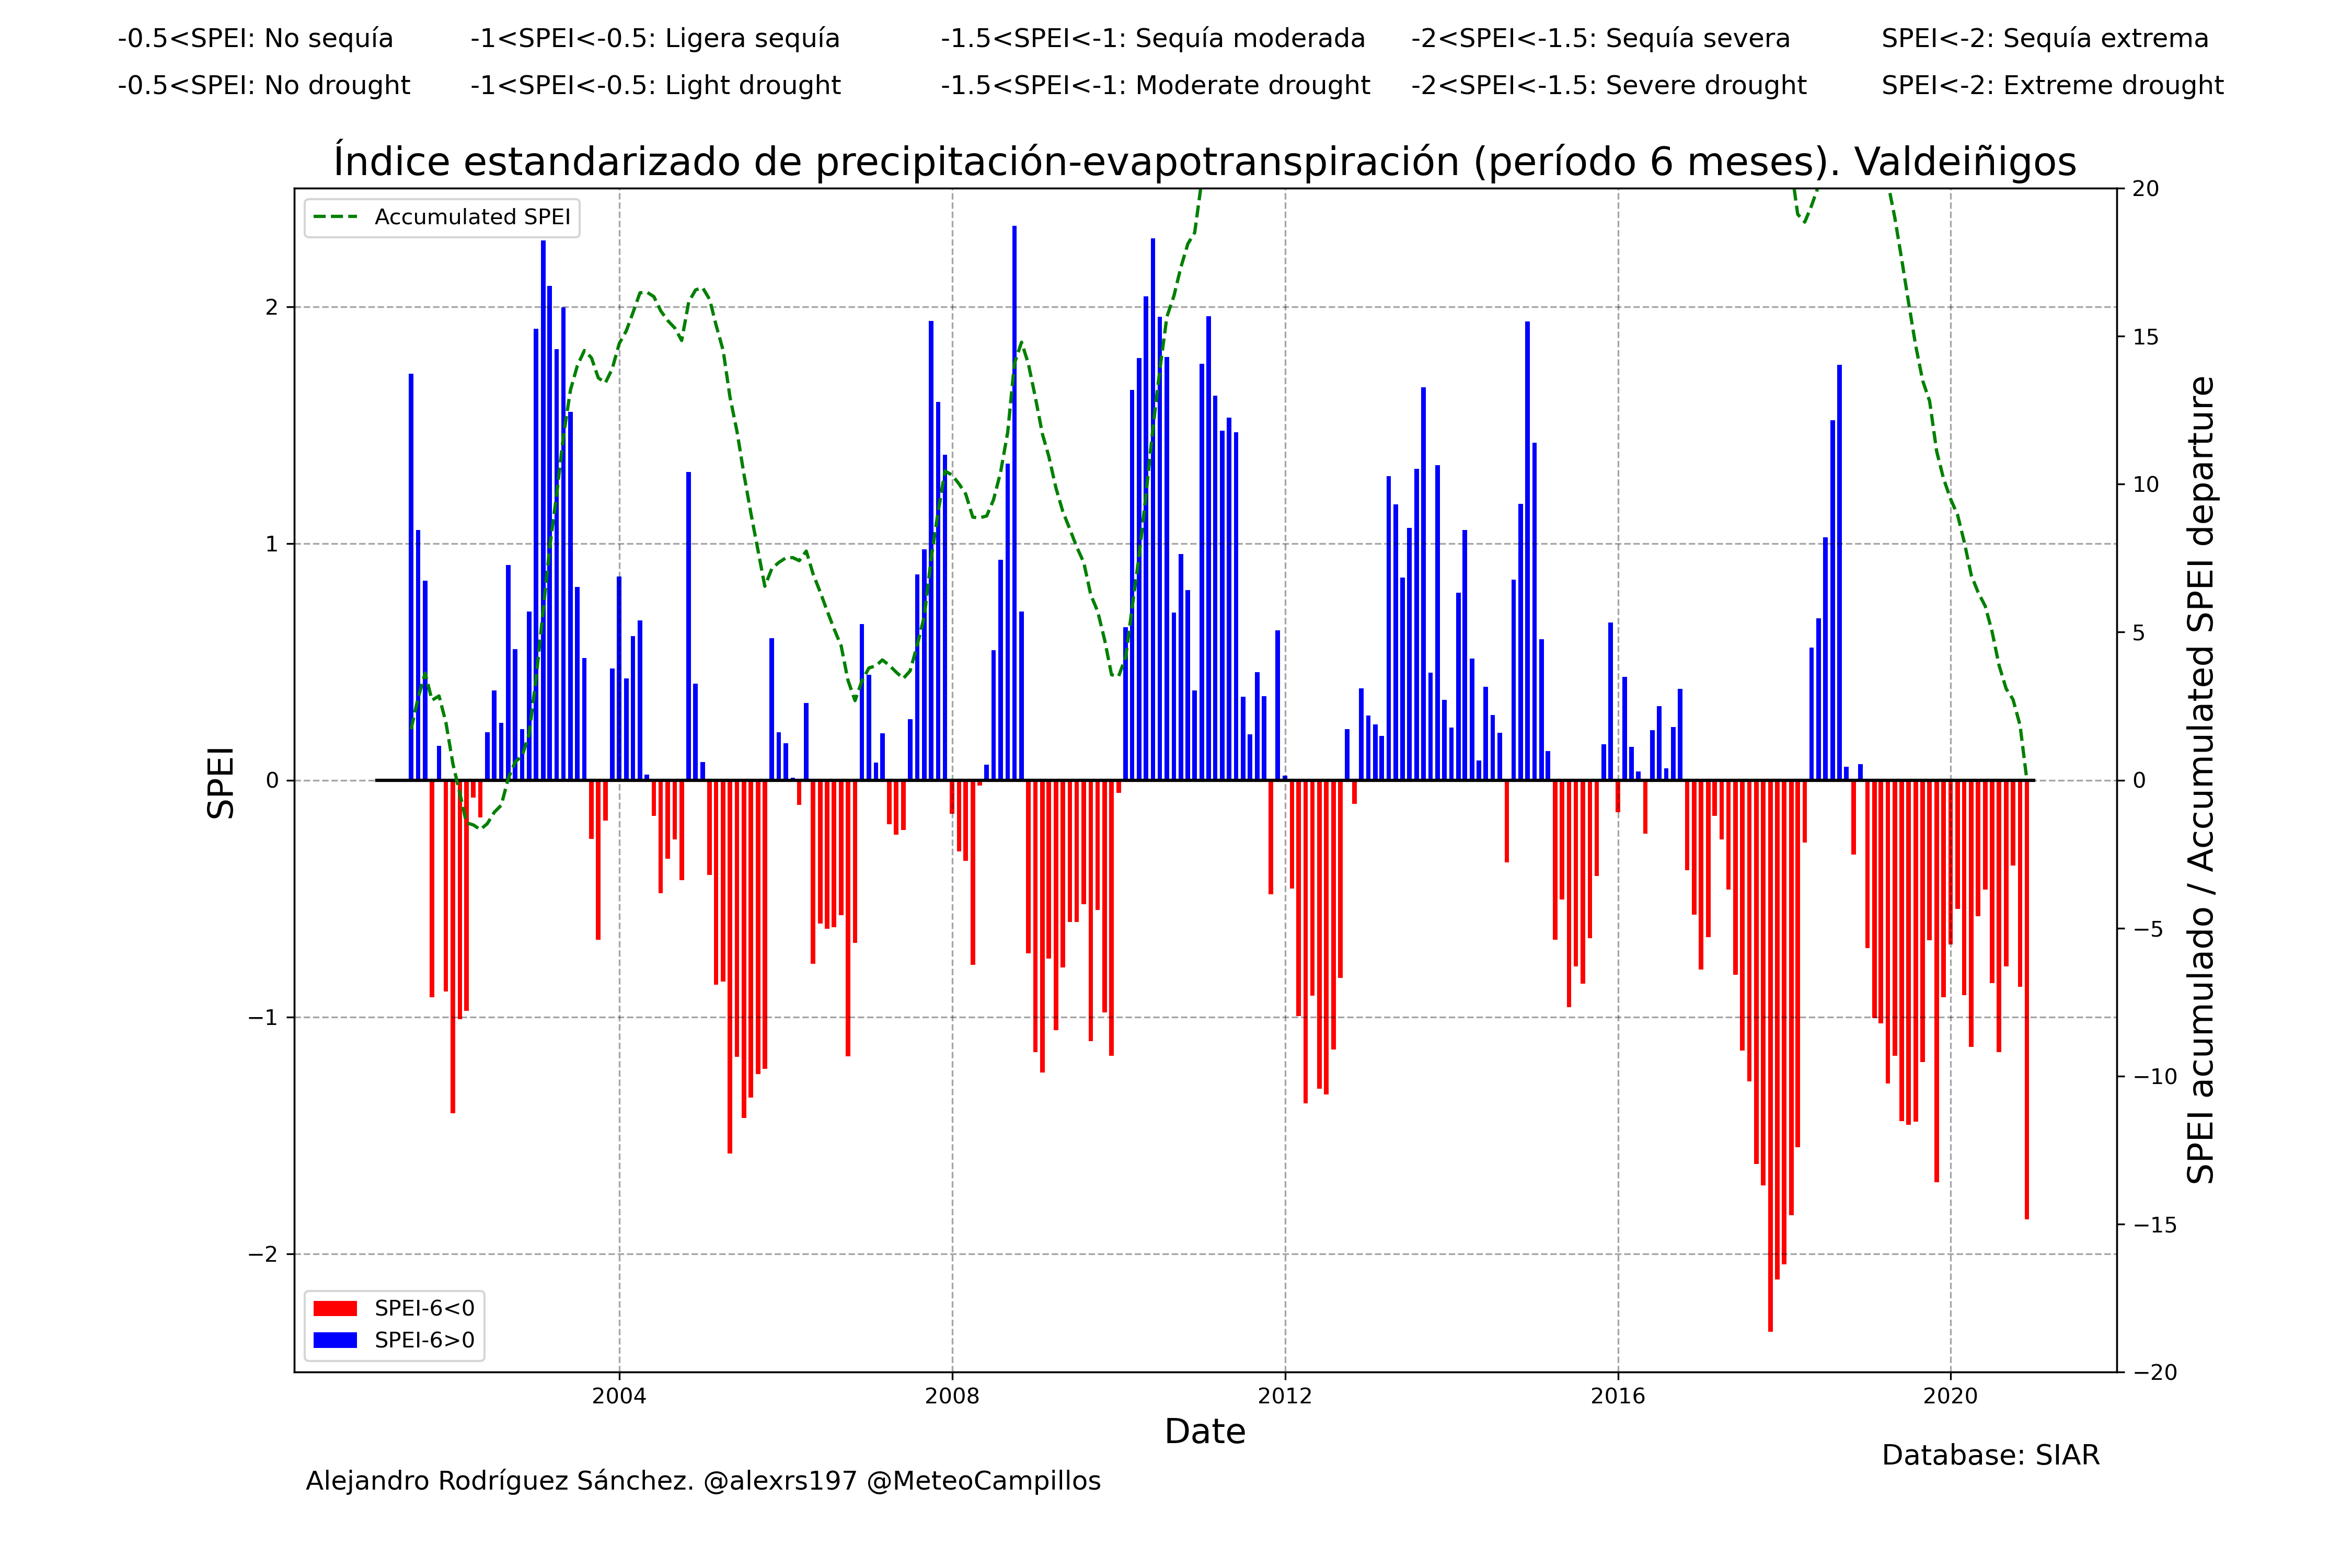 -0.5<SPEI: No sequía -1<SPEI<-0.5: Ligera sequía -1.5<SPEI<-1: Sequía moderada -2<SPEI<-1.5: Sequía severa SPEI<-2: Sequía extrema
-0.5<SPEI: No drought -1<SPEI<-0.5: Light drought -1.5<SPEI<-1: Moderate drought -2<SPEI<-1.5: Severe drought SPEI<-2: Extreme drought
Índice estandarizado de precipitación-evapotranspiración (período 6 meses). Valdeiñigos
Accumulated SPEI
SPEI
2
1
0
−1
−2
20
15
10
5
0
−5
−10
−15
−20
SPEI acumulado / Accumulated SPEI departure
SPEI-6<0
SPEI-6>0
2004 2008 2012 2016 2020
Date
Database: SIAR
Alejandro Rodríguez Sánchez. @alexrs197 @MeteoCampillos